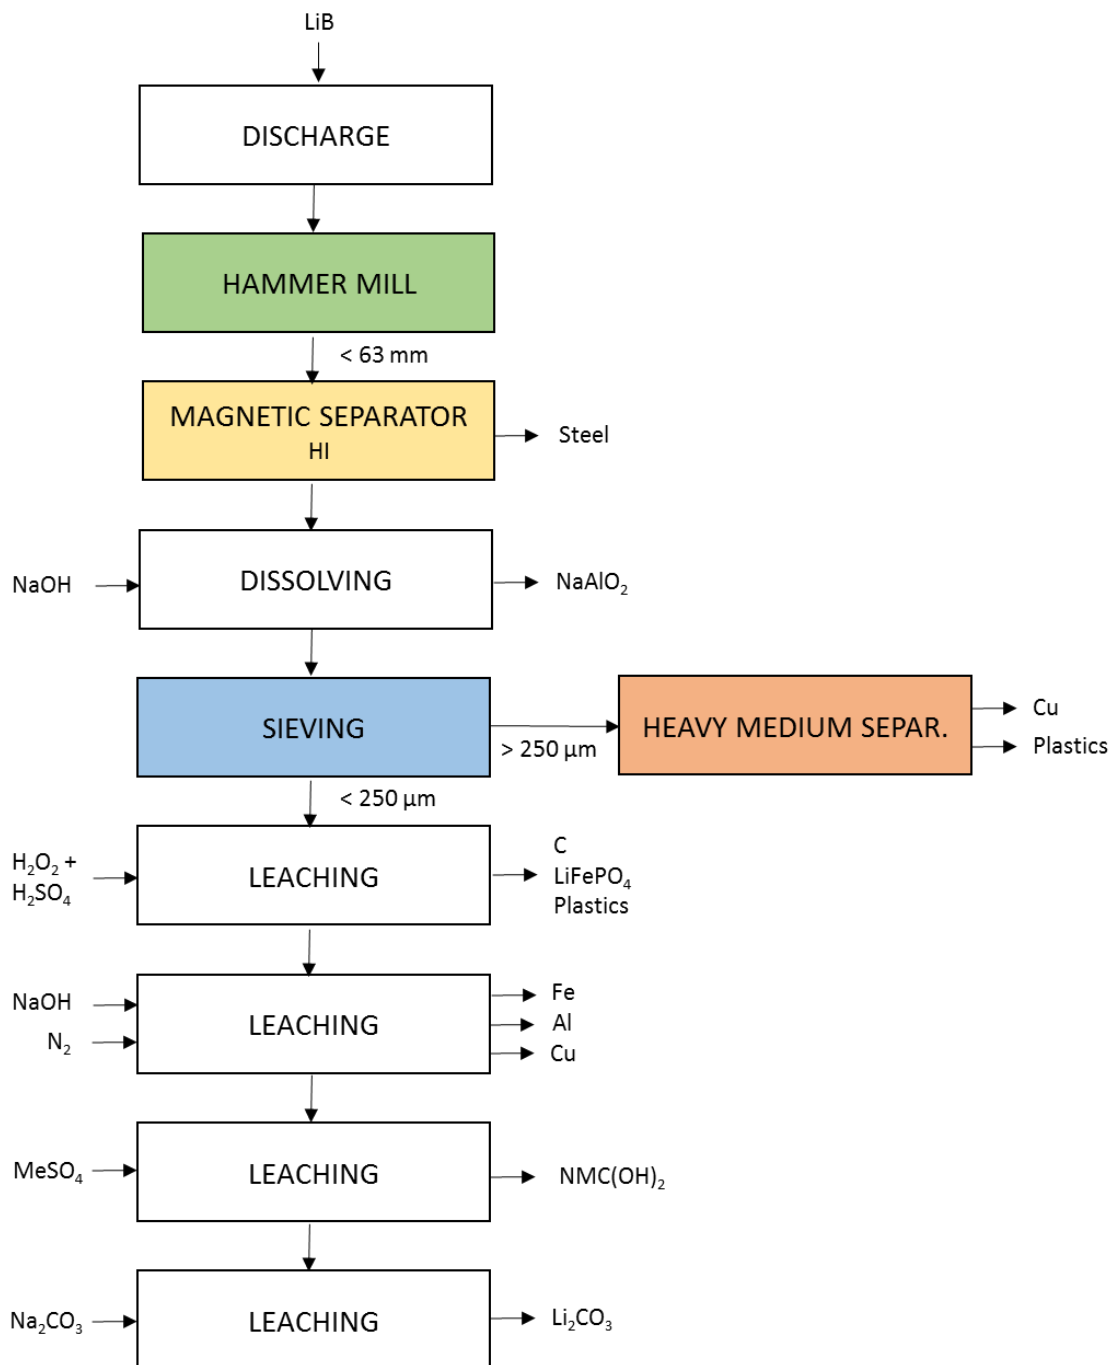 LiB
DISCHARGE
HAMMER MILL
< 63 mm
MAGNETIC SEPARATOR
HI
Steel
NaOH
DISSOLVING
NaAlO₂
SIEVING
> 250 µm
HEAVY MEDIUM SEPAR.
Cu
Plastics
< 250 µm
H₂O₂ +
H₂SO₄
LEACHING
C
LiFePO₄
Plastics
NaOH
N₂
LEACHING
Fe
Al
Cu
MeSO₄
LEACHING
NMC(OH)₂
Na₂CO₃
LEACHING
Li₂CO₃